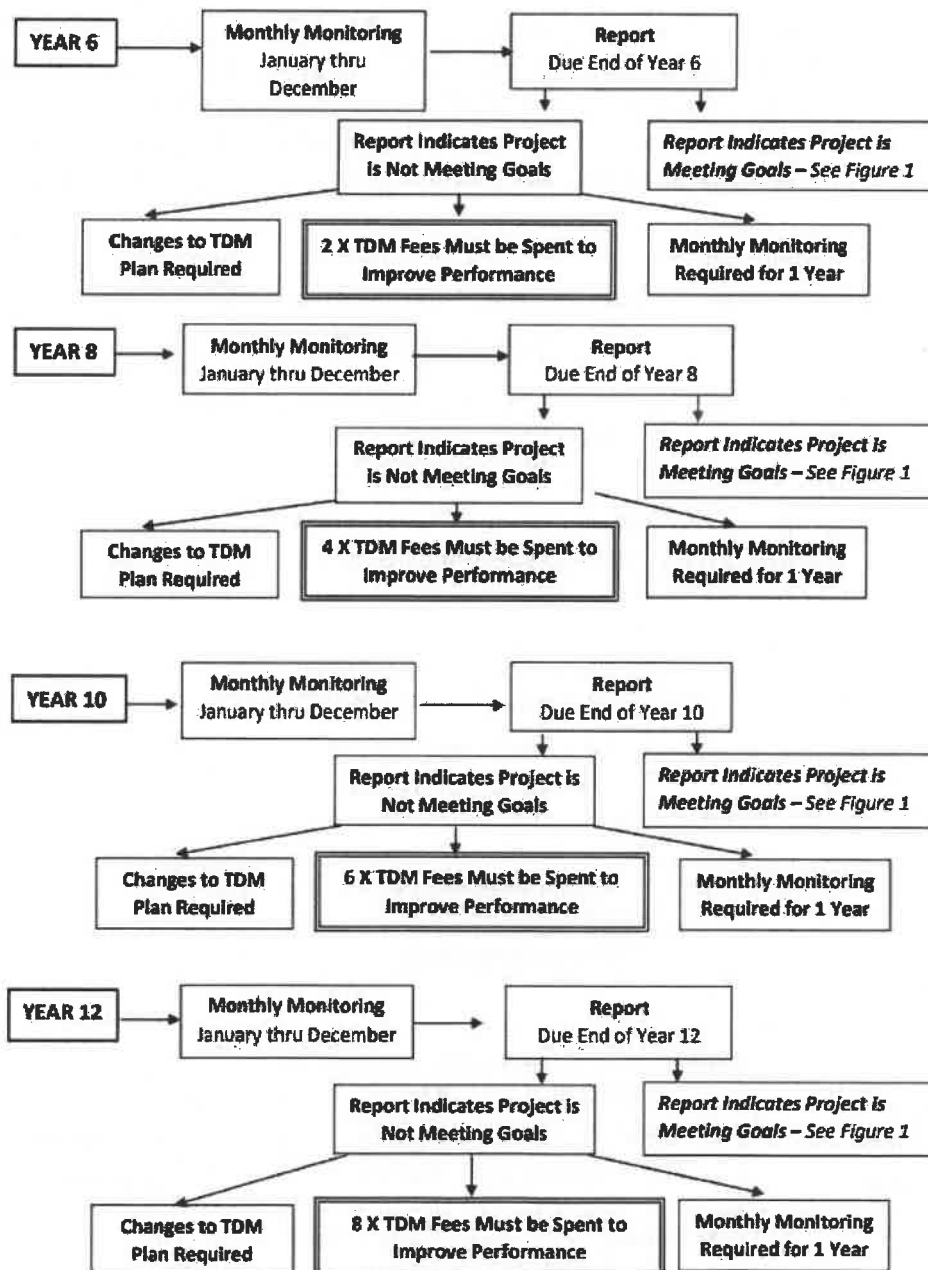 YEAR 6
Monthly Monitoring
January thru
December
Report
Due End of Year 6
Report Indicates Project
is Not Meeting Goals
Report Indicates Project is
Meeting Goals – See Figure 1
Changes to TDM
Plan Required
2 X TDM Fees Must be Spent to
Improve Performance
Monthly Monitoring
Required for 1 Year
YEAR 8
Monthly Monitoring
January thru December
Report
Due End of Year 8
Report Indicates Project
is Not Meeting Goals
Report Indicates Project is
Meeting Goals – See Figure 1
Changes to TDM
Plan Required
4 X TDM Fees Must be Spent to
Improve Performance
Monthly Monitoring
Required for 1 Year
YEAR 10
Monthly Monitoring
January thru December
Report
Due End of Year 10
Report Indicates Project is
Not Meeting Goals
Report Indicates Project is
Meeting Goals – See Figure 1
Changes to TDM
Plan Required
6 X TDM Fees Must be Spent to
Improve Performance
Monthly Monitoring
Required for 1 Year
YEAR 12
Monthly Monitoring
January thru December
Report
Due End of Year 12
Report Indicates Project is
Not Meeting Goals
Report Indicates Project is
Meeting Goals – See Figure 1
Changes to TDM
Plan Required
8 X TDM Fees Must be Spent to
Improve Performance
Monthly Monitoring
Required for 1 Year